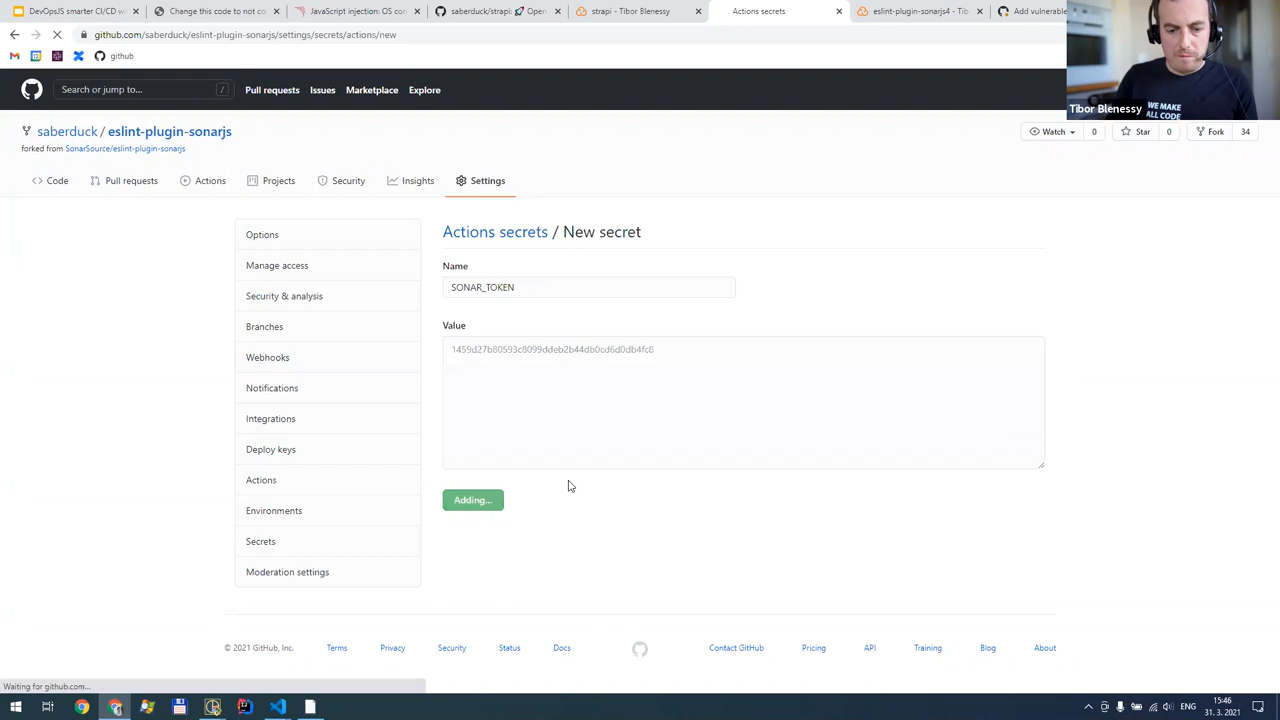 DevOpsJS smarter CI/CD w
Change this code to not co
JavaScript injection: OS con
saberduck/strapi:
Open
strapi - Tibor Blenessy
Actions secrets
eslint-plugin-sonarjs4 - Tib
Add vulnerable
github.com/saberduck/eslint-plugin-sonarjs/settings/secrets/actions/new
github
Search or jump to...
/
Pull requests
Issues
Marketplace
Explore
WE MAKE
ALL CODE
Tibor Blenessy
saberduck / eslint-plugin-sonarjs
Watch
0
Star
0
Fork
34
forked from SonarSource/eslint-plugin-sonarjs
Code
Pull requests
Actions
Projects
Security
Insights
Settings
Options
Manage access
Security & analysis
Branches
Webhooks
Notifications
Integrations
Deploy keys
Actions
Environments
Secrets
Moderation settings
Actions secrets / New secret
Name
SONAR_TOKEN
Value
Adding...
© 2021 GitHub, Inc.
Terms
Privacy
Security
Status
Docs
Contact GitHub
Pricing
API
Training
Blog
About
Waiting for github.com...
ENG
15:46
31. 3. 2021